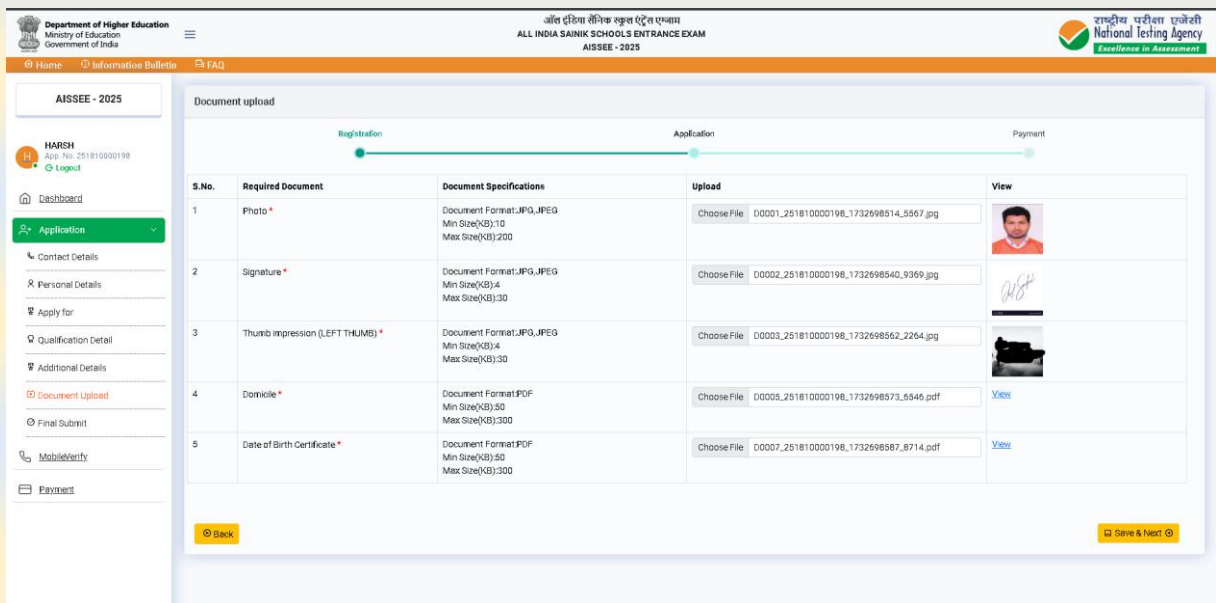 Department of Higher Education
Ministry of Education
Government of India
ऑल इंडिया सैनिक स्कूल एंट्रेंस एग्जाम
ALL INDIA SAINIK SCHOOLS ENTRANCE EXAM
AISSEE - 2025
राष्ट्रीय परीक्षा एजेंसी
National Testing Agency
Excellence in Assessment
Home Information Bulletin FAQ
AISSEE - 2025
H
HARSH
App. No. 251810000198
Logout
Dashboard
Application
Contact Details
Personal Details
Apply for
Qualification Detail
Additional Details
Document Upload
Final Submit
MobileVerify
Payment
Document upload
Registration Application Payment
S.No. Required Document Document Specifications Upload View
1 Photo * Document Format:JPG,JPEG Choose File D0001_251810000198_1732698514_5567.jpg
Min Size(KB):10
Max Size(KB):200
2 Signature * Document Format:JPG,JPEG Choose File D0002_251810000198_1732698540_9369.jpg
Min Size(KB):4
Max Size(KB):30
3 Thumb impression (LEFT THUMB) * Document Format:JPG,JPEG Choose File D0003_251810000198_1732698562_2264.jpg
Min Size(KB):4
Max Size(KB):30
4 Domicile * Document Format:PDF Choose File D0005_251810000198_1732698573_6546.pdf View
Min Size(KB):50
Max Size(KB):300
5 Date of Birth Certificate * Document Format:PDF Choose File D0007_251810000198_1732698587_8714.pdf View
Min Size(KB):50
Max Size(KB):300
Back Save & Next